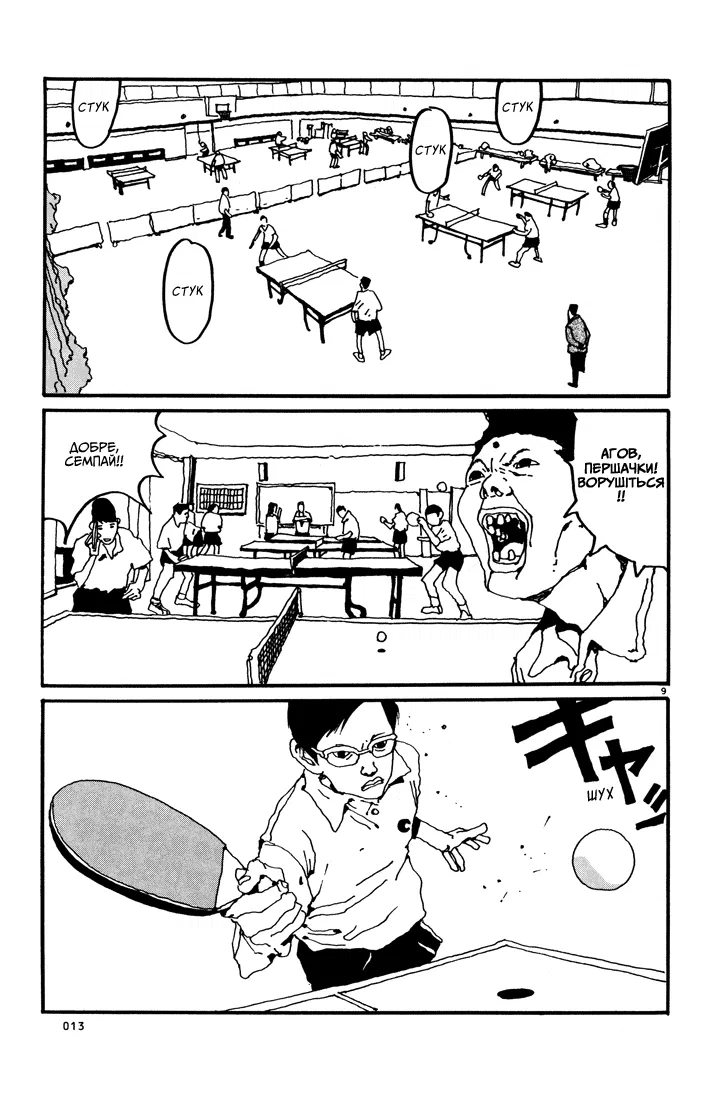 СТУК
СТУК
СТУК
СТУК
ДОБРЕ,
СЕМПАЙ!!
АГОВ,
ПЕРШАЧКИ!
ВОРУШІТЬСЯ
!!
9
キャッ
ШУХ
013